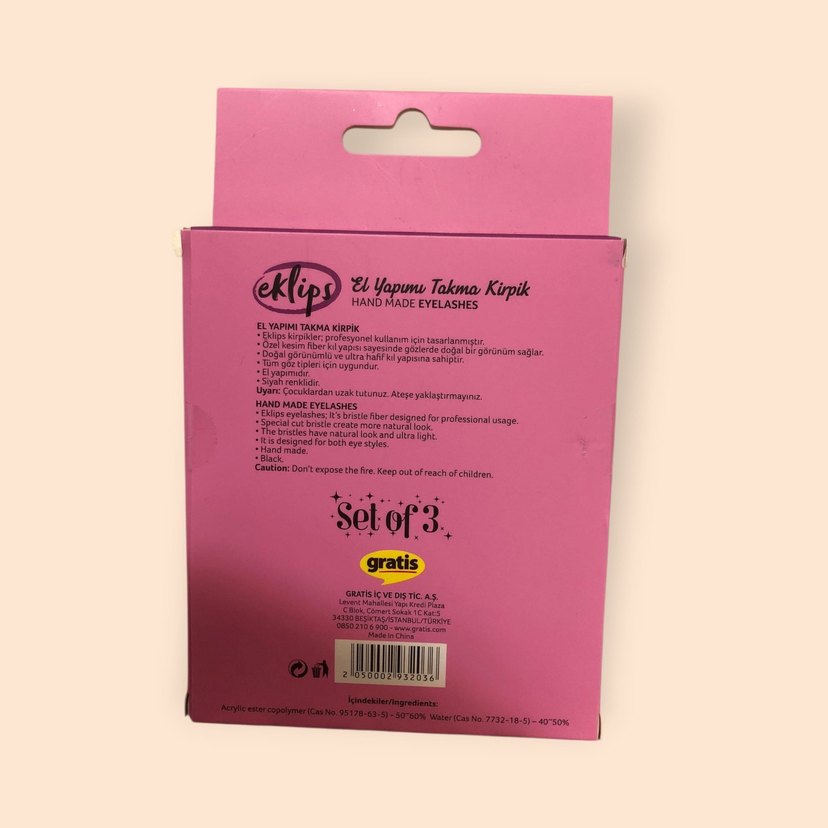 eklips
El Yapımı Takma Kirpik
HAND MADE EYELASHES
EL YAPIMI TAKMA KİRPİK
• Eklips kirpikler; profesyonel kullanım için tasarlanmıştır.
• Özel kesim fiber kıl yapısı sayesinde gözlerde doğal bir görünüm sağlar.
• Doğal görünümlü ve ultra hafif kıl yapısına sahiptir.
• Tüm göz tipleri için uygundur.
• El yapımıdır.
• Siyah renklidir.
Uyarı: Çocuklardan uzak tutunuz. Ateşe yaklaştırmayınız.
HAND MADE EYELASHES
• Eklips eyelashes; It's bristle fiber designed for professional usage.
• Special cut bristle create more natural look.
• The bristles have natural look and ultra light.
• It is designed for both eye styles.
• Hand made.
• Black.
Caution: Don't expose the fire. Keep out of reach of children.
Set of 3
gratis
GRATİS İÇ VE DIŞ TİC. A.Ş.
Levent Mahallesi Yapı Kredi Plaza
C Blok, Cömert Sokak 1C Kat:5
34330 BEŞİKTAŞ/İSTANBUL/TÜRKİYE
0850 210 6 900 - www.gratis.com
Made In China
2 050002 932036
İçindekiler/Ingredients:
Acrylic ester copolymer (Cas No. 95178-63-5) - 50~60% Water (Cas No. 7732-18-5) - 40~50%